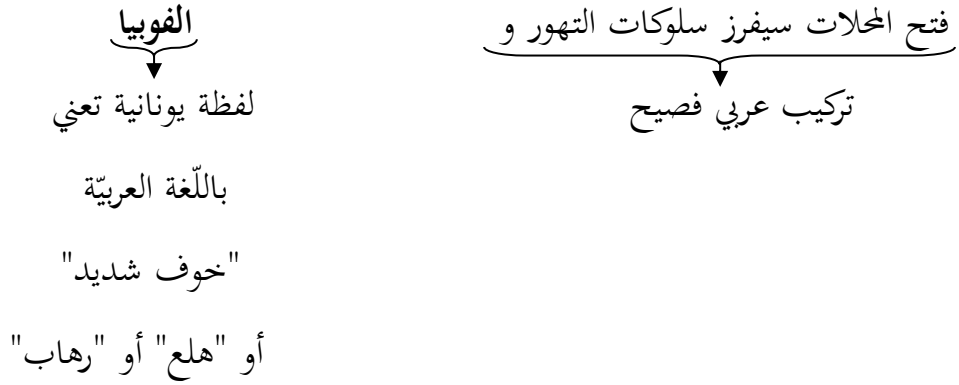 فتح المحلات سيفرز سلوكات التهور و الفوبيا
تركيب عربي فصيح
لفظة يونانية تعني
باللّغة العربيّة
"خوف شديد"
أو "هلع" أو "رهاب"